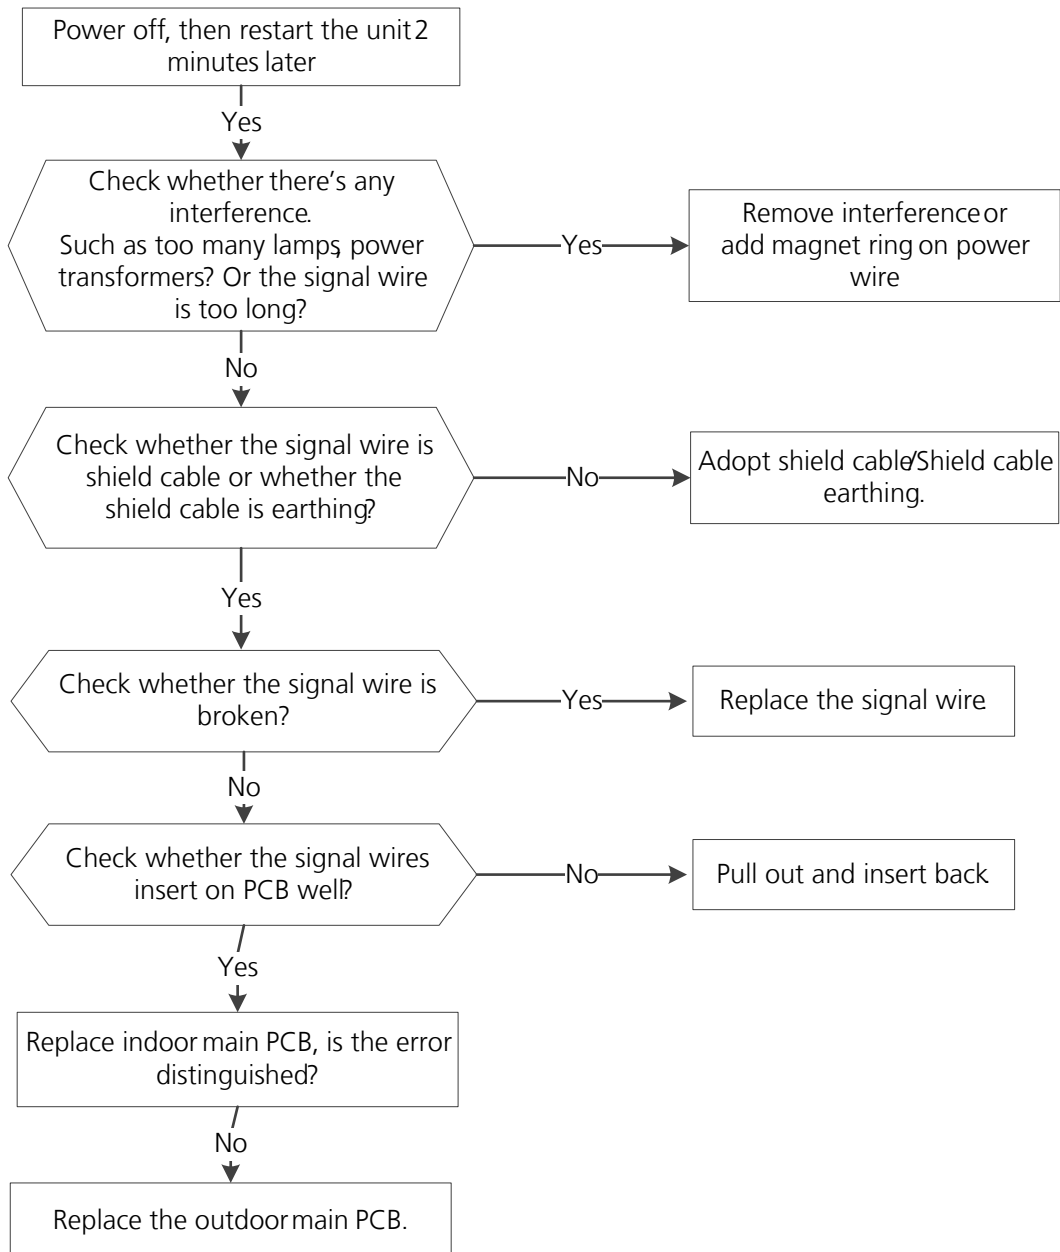 Power off, then restart the unit 2
minutes later
Yes
Check whether there's any
interference.
Such as too many lamps, power
transformers? Or the signal wire
is too long?
Yes
Remove interference or
add magnet ring on power
wire
No
Check whether the signal wire is
shield cable or whether the
shield cable is earthing?
No
Adopt shield cable/Shield cable
earthing.
Yes
Check whether the signal wire is
broken?
Yes
Replace the signal wire.
No
Check whether the signal wires
insert on PCB well?
No
Pull out and insert back.
Yes
Replace indoor main PCB, is the error
distinguished?
No
Replace the outdoor main PCB.